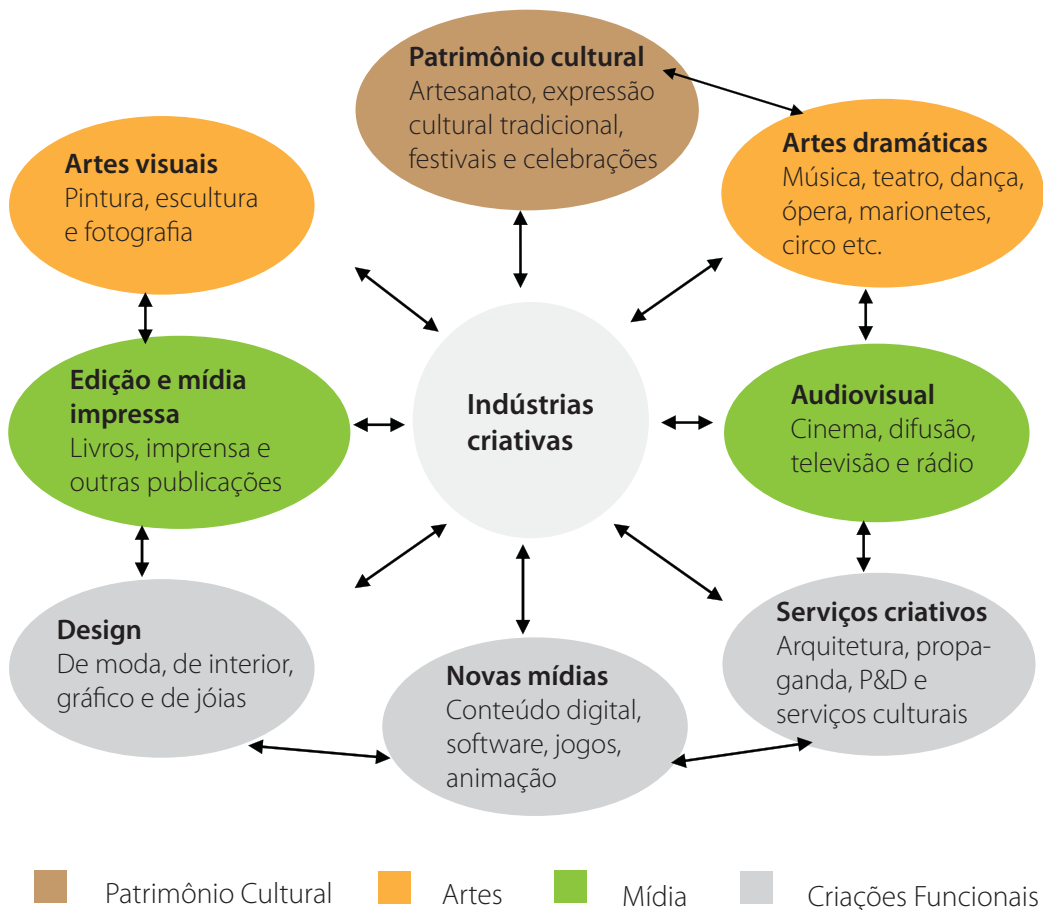 Patrimônio cultural
Artesanato, expressão
cultural tradicional,
festivais e celebrações
Artes visuais
Pintura, escultura
e fotografia
Artes dramáticas
Música, teatro, dança,
ópera, marionetes,
circo etc.
Edição e mídia
impressa
Livros, imprensa e
outras publicações
Indústrias
criativas
Audiovisual
Cinema, difusão,
televisão e rádio
Design
De moda, de interior,
gráfico e de jóias
Novas mídias
Conteúdo digital,
software, jogos,
animação
Serviços criativos
Arquitetura, propa-
ganda, P&D e
serviços culturais
Patrimônio Cultural
Artes
Mídia
Criações Funcionais